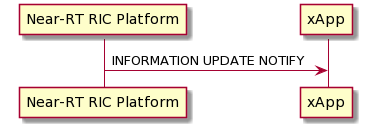 Near-RT RIC Platform
xApp
INFORMATION UPDATE NOTIFY
Near-RT RIC Platform
xApp